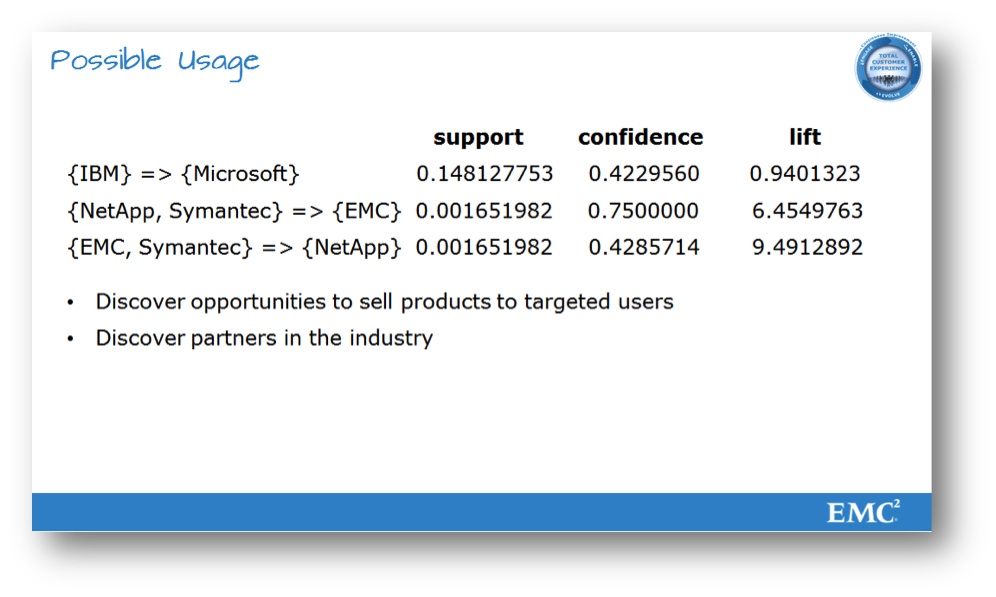 Possible Usage
TOTAL
CUSTOMER
EXPERIENCE
support confidence lift
{IBM} => {Microsoft} 0.148127753 0.4229560 0.9401323
{NetApp, Symantec} => {EMC} 0.001651982 0.7500000 6.4549763
{EMC, Symantec} => {NetApp} 0.001651982 0.4285714 9.4912892
• Discover opportunities to sell products to targeted users
• Discover partners in the industry
EMC²